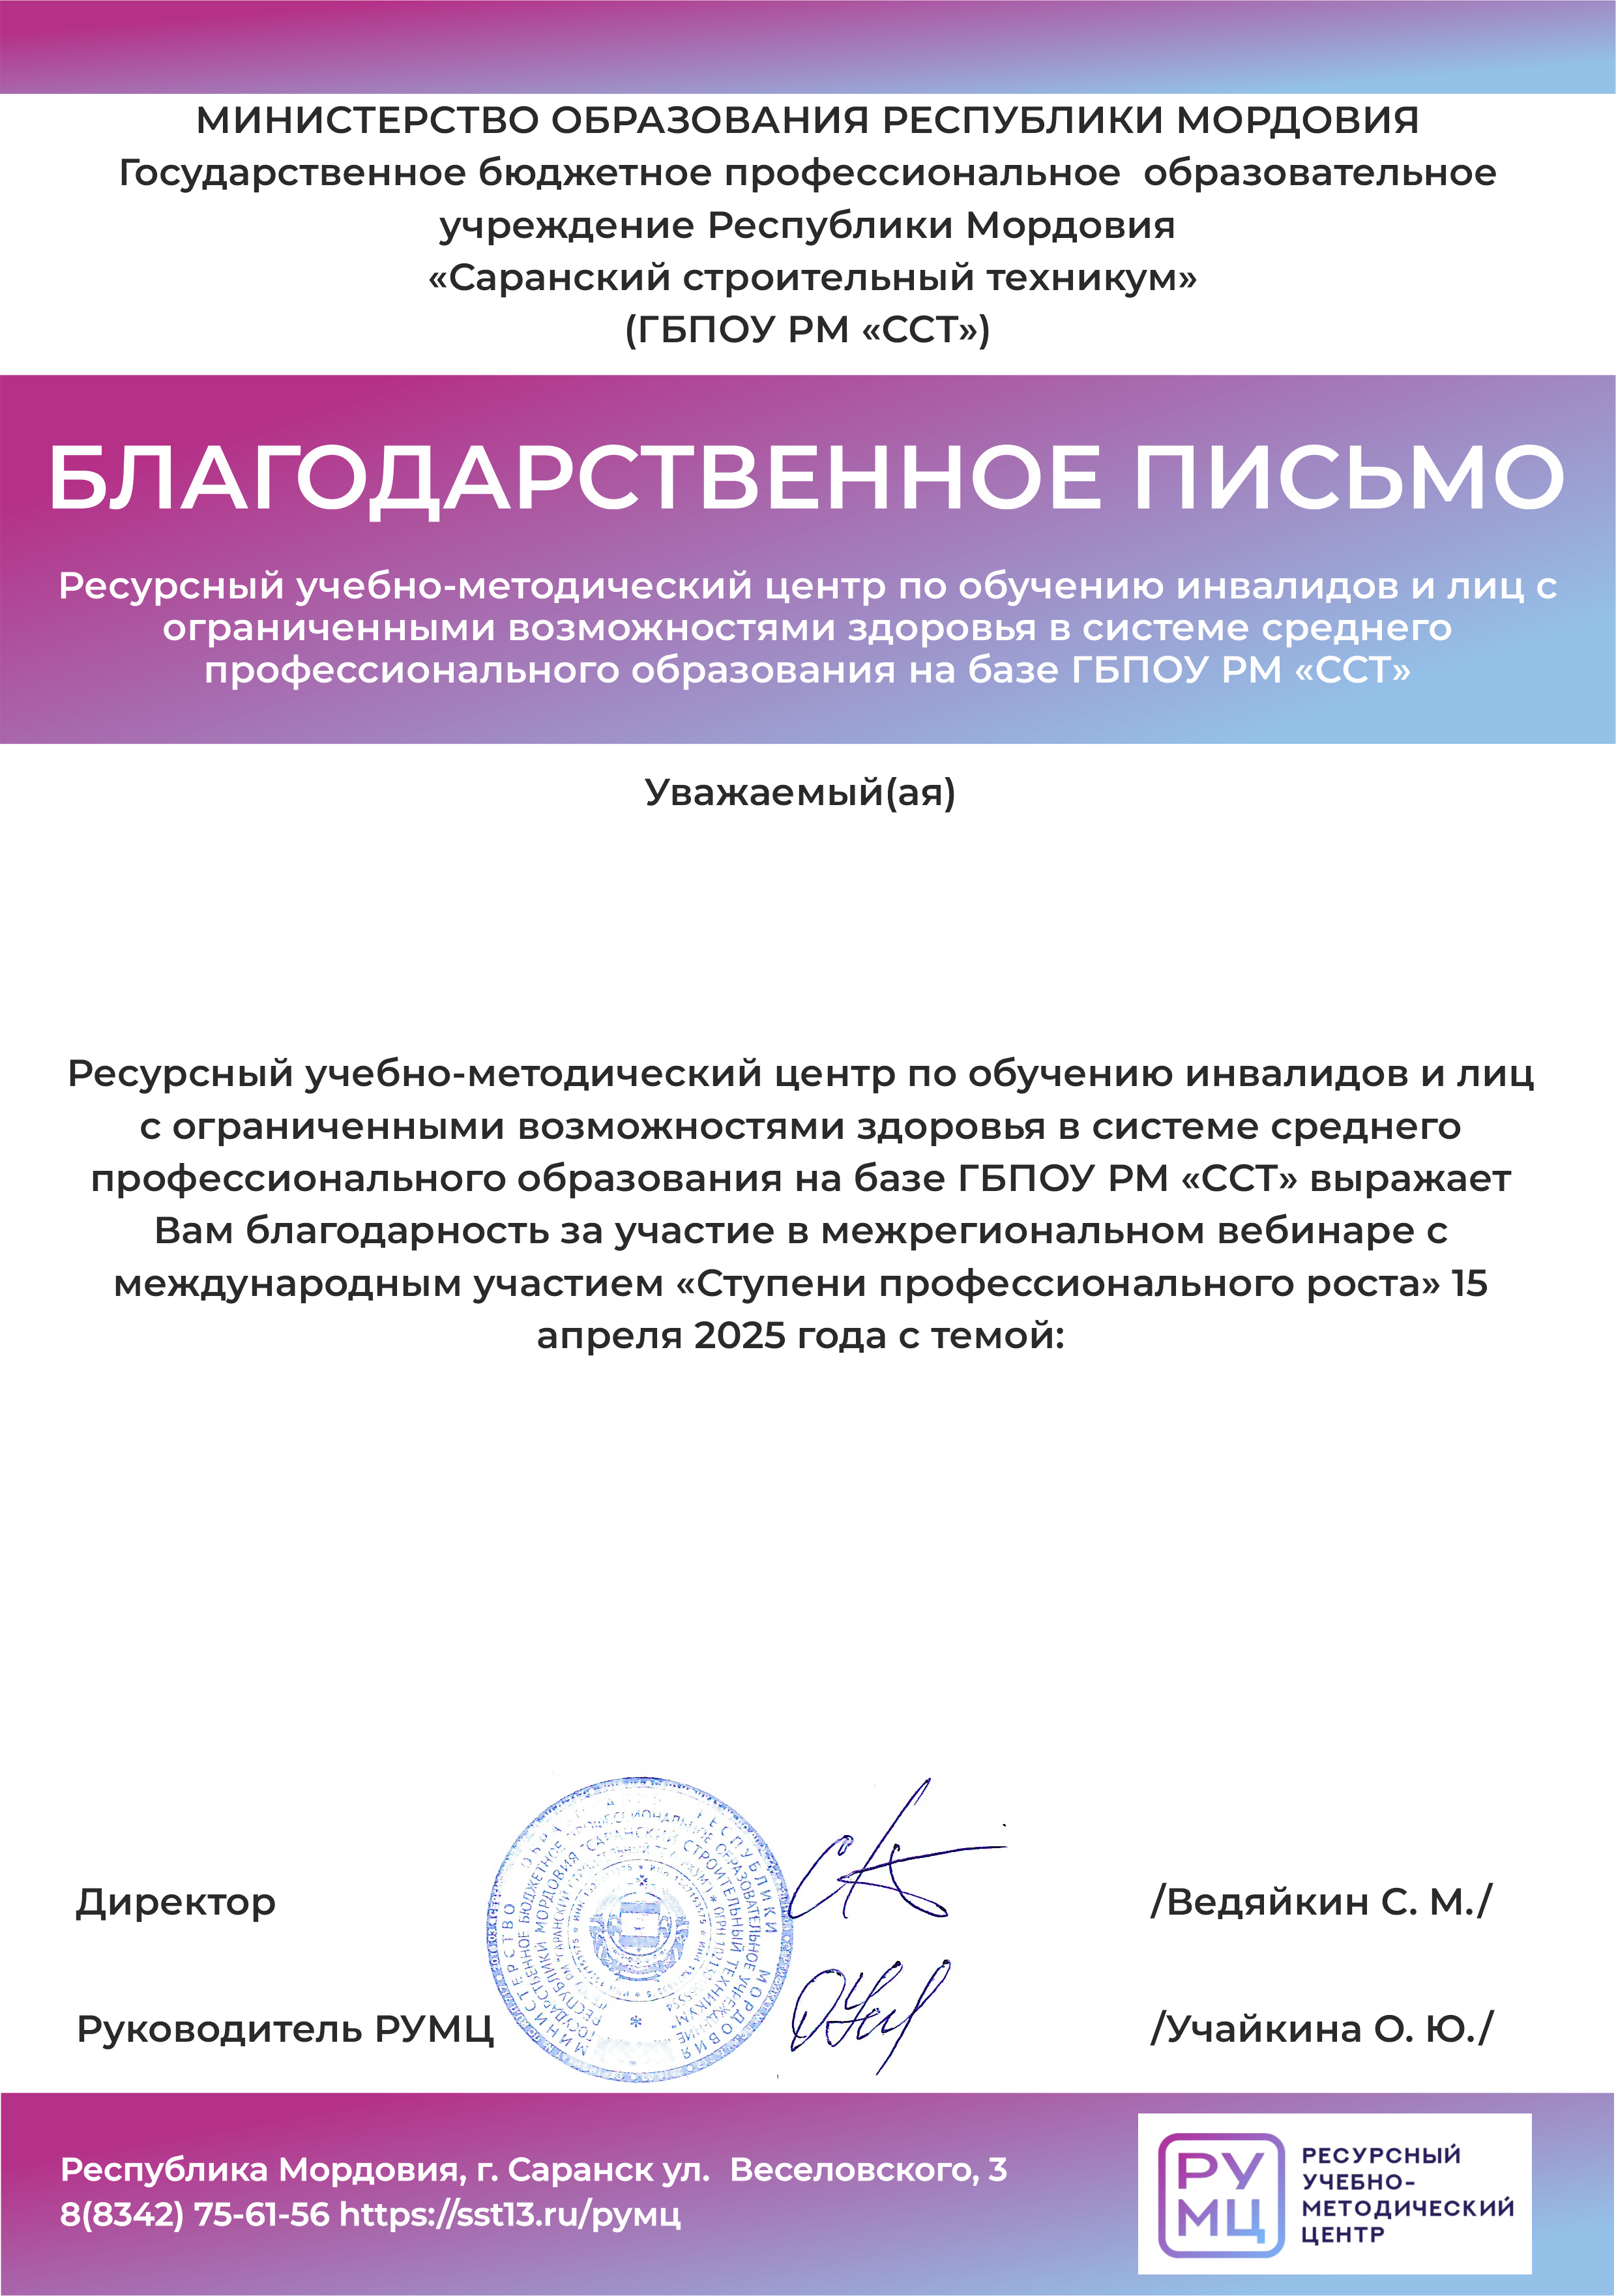 МИНИСТЕРСТВО ОБРАЗОВАНИЯ РЕСПУБЛИКИ МОРДОВИЯ
Государственное бюджетное профессиональное образовательное
учреждение Республики Мордовия
«Саранский строительный техникум»
(ГБПОУ РМ «ССТ»)
БЛАГОДАРСТВЕННОЕ ПИСЬМО
Ресурсный учебно-методический центр по обучению инвалидов и лиц с
ограниченными возможностями здоровья в системе среднего
профессионального образования на базе ГБПОУ РМ «ССТ»
Уважаемый(ая)
Ресурсный учебно-методический центр по обучению инвалидов и лиц
с ограниченными возможностями здоровья в системе среднего
профессионального образования на базе ГБПОУ РМ «ССТ» выражает
Вам благодарность за участие в межрегиональном вебинаре с
международным участием «Ступени профессионального роста» 15
апреля 2025 года с темой:
Директор
/Ведяйкин С. М./
Руководитель РУМЦ
/Учайкина О. Ю./
МИНИСТЕРСТВО РЕСПУБЛИКИ МОРДОВИЯ
Республика Мордовия, г. Саранск ул. Веселовского, 3
8(8342) 75-61-56 https://sst13.ru/румц
РУ
МЦ
РЕСУРСНЫЙ
УЧЕБНО-
МЕТОДИЧЕСКИЙ
ЦЕНТР